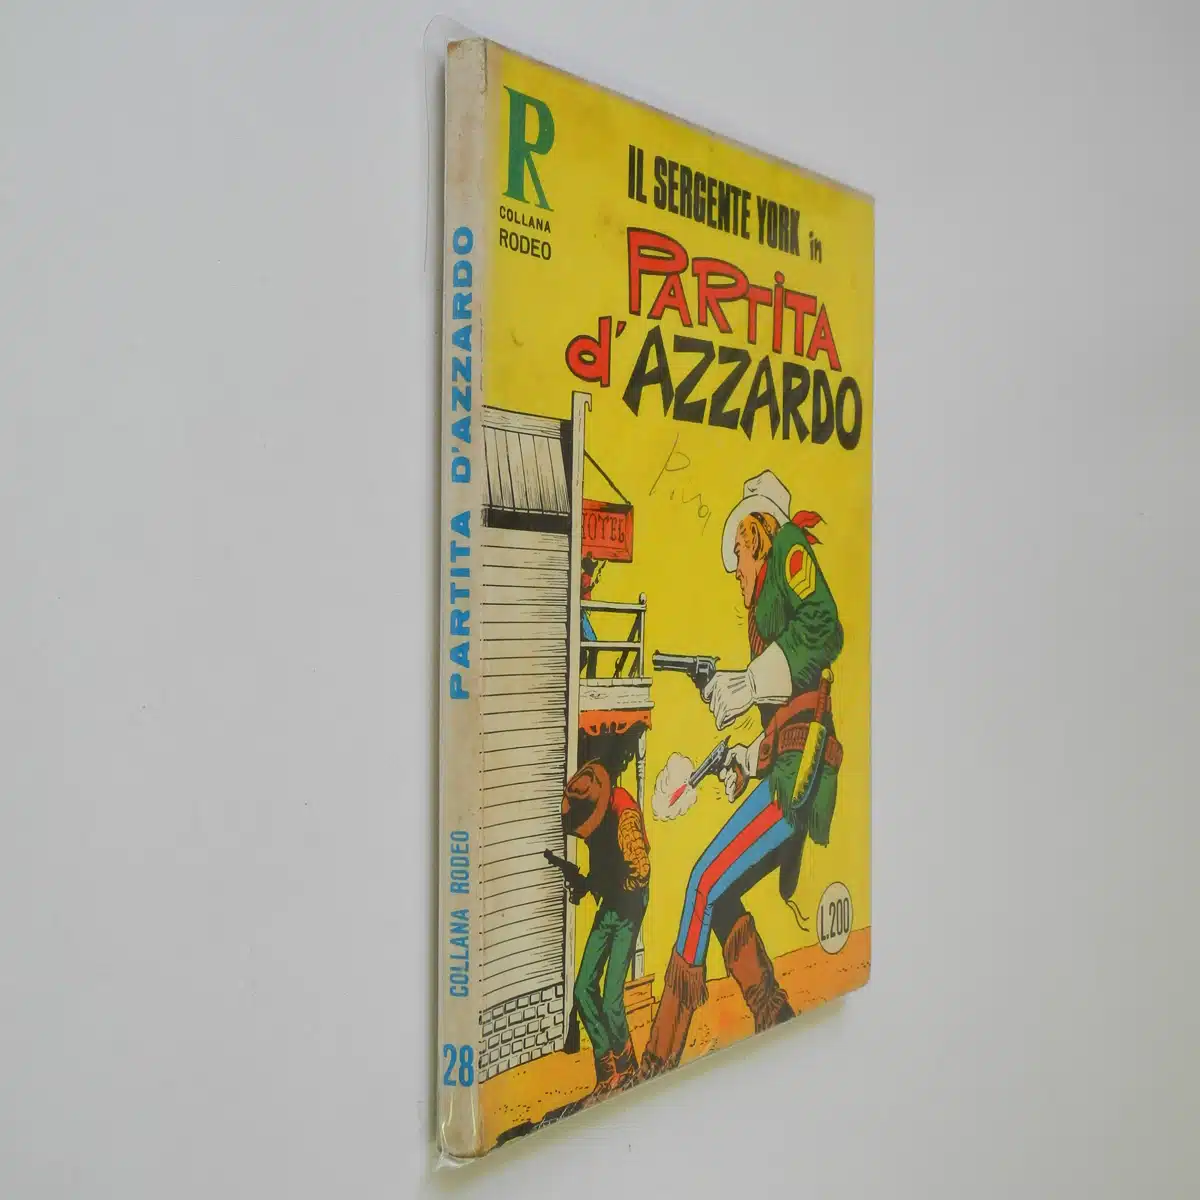 R
COLLANA
RODEO
IL SERGENTE YORK in
PARTITA
d'AZZARDO
HOTEL
L.200
PARTITA D'AZZARDO
COLLANA RODEO
28